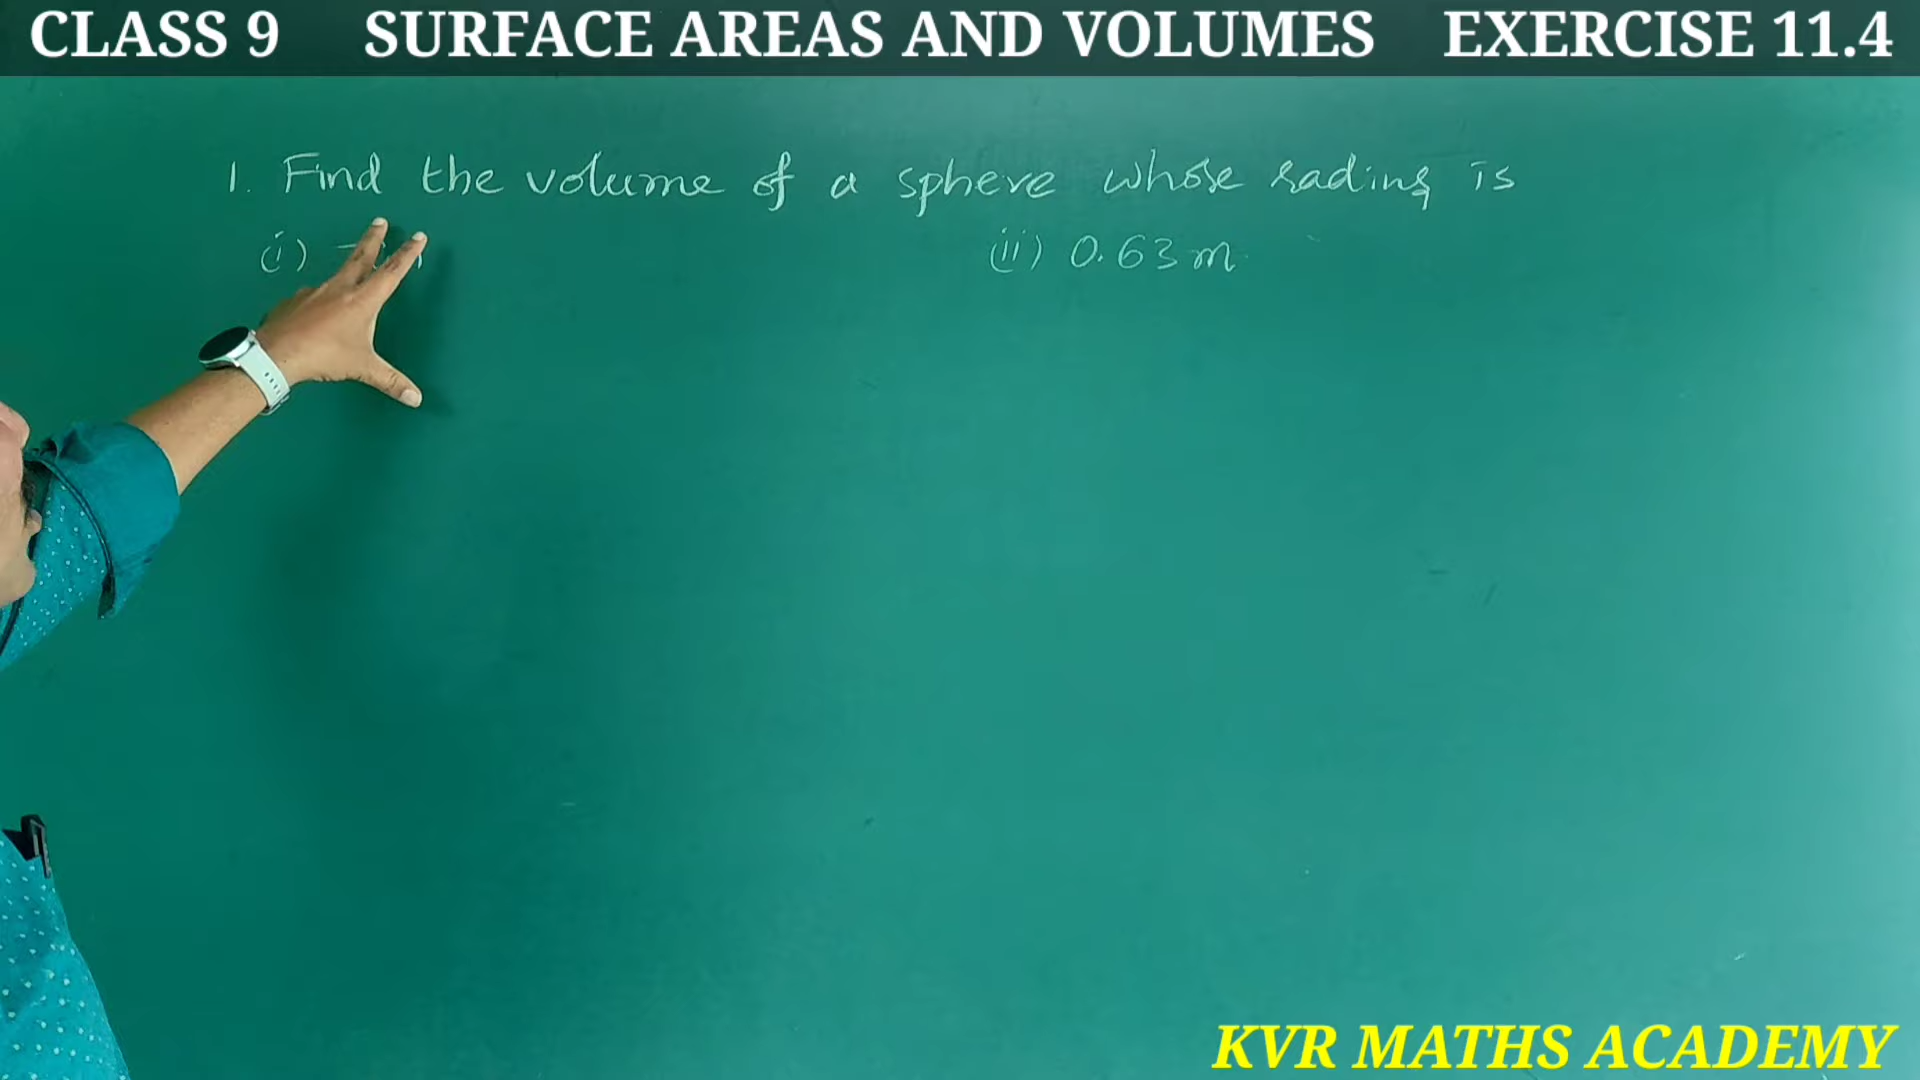 CLASS 9 SURFACE AREAS AND VOLUMES EXERCISE 11.4
1. Find the volume of a sphere whose radius is
(i) (ii) 0.63 m
KVR MATHS ACADEMY